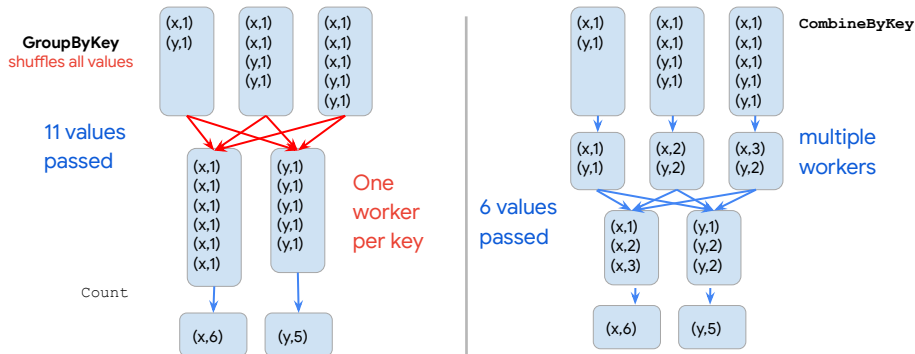 GroupByKey
shuffles all values
(x,1)
(y,1)
(x,1)
(x,1)
(y,1)
(y,1)
(x,1)
(x,1)
(x,1)
(y,1)
(y,1)
11 values
passed
(x,1)
(x,1)
(x,1)
(x,1)
(x,1)
(x,1)
(y,1)
(y,1)
(y,1)
(y,1)
(y,1)
One
worker
per key
Count
(x,6)
(y,5)
CombineByKey
(x,1)
(y,1)
(x,1)
(x,1)
(y,1)
(y,1)
(x,1)
(x,1)
(x,1)
(y,1)
(y,1)
(x,1)
(y,1)
(x,2)
(y,2)
(x,3)
(y,2)
multiple
workers
6 values
passed
(x,1)
(x,2)
(x,3)
(y,1)
(y,2)
(y,2)
(x,6)
(y,5)